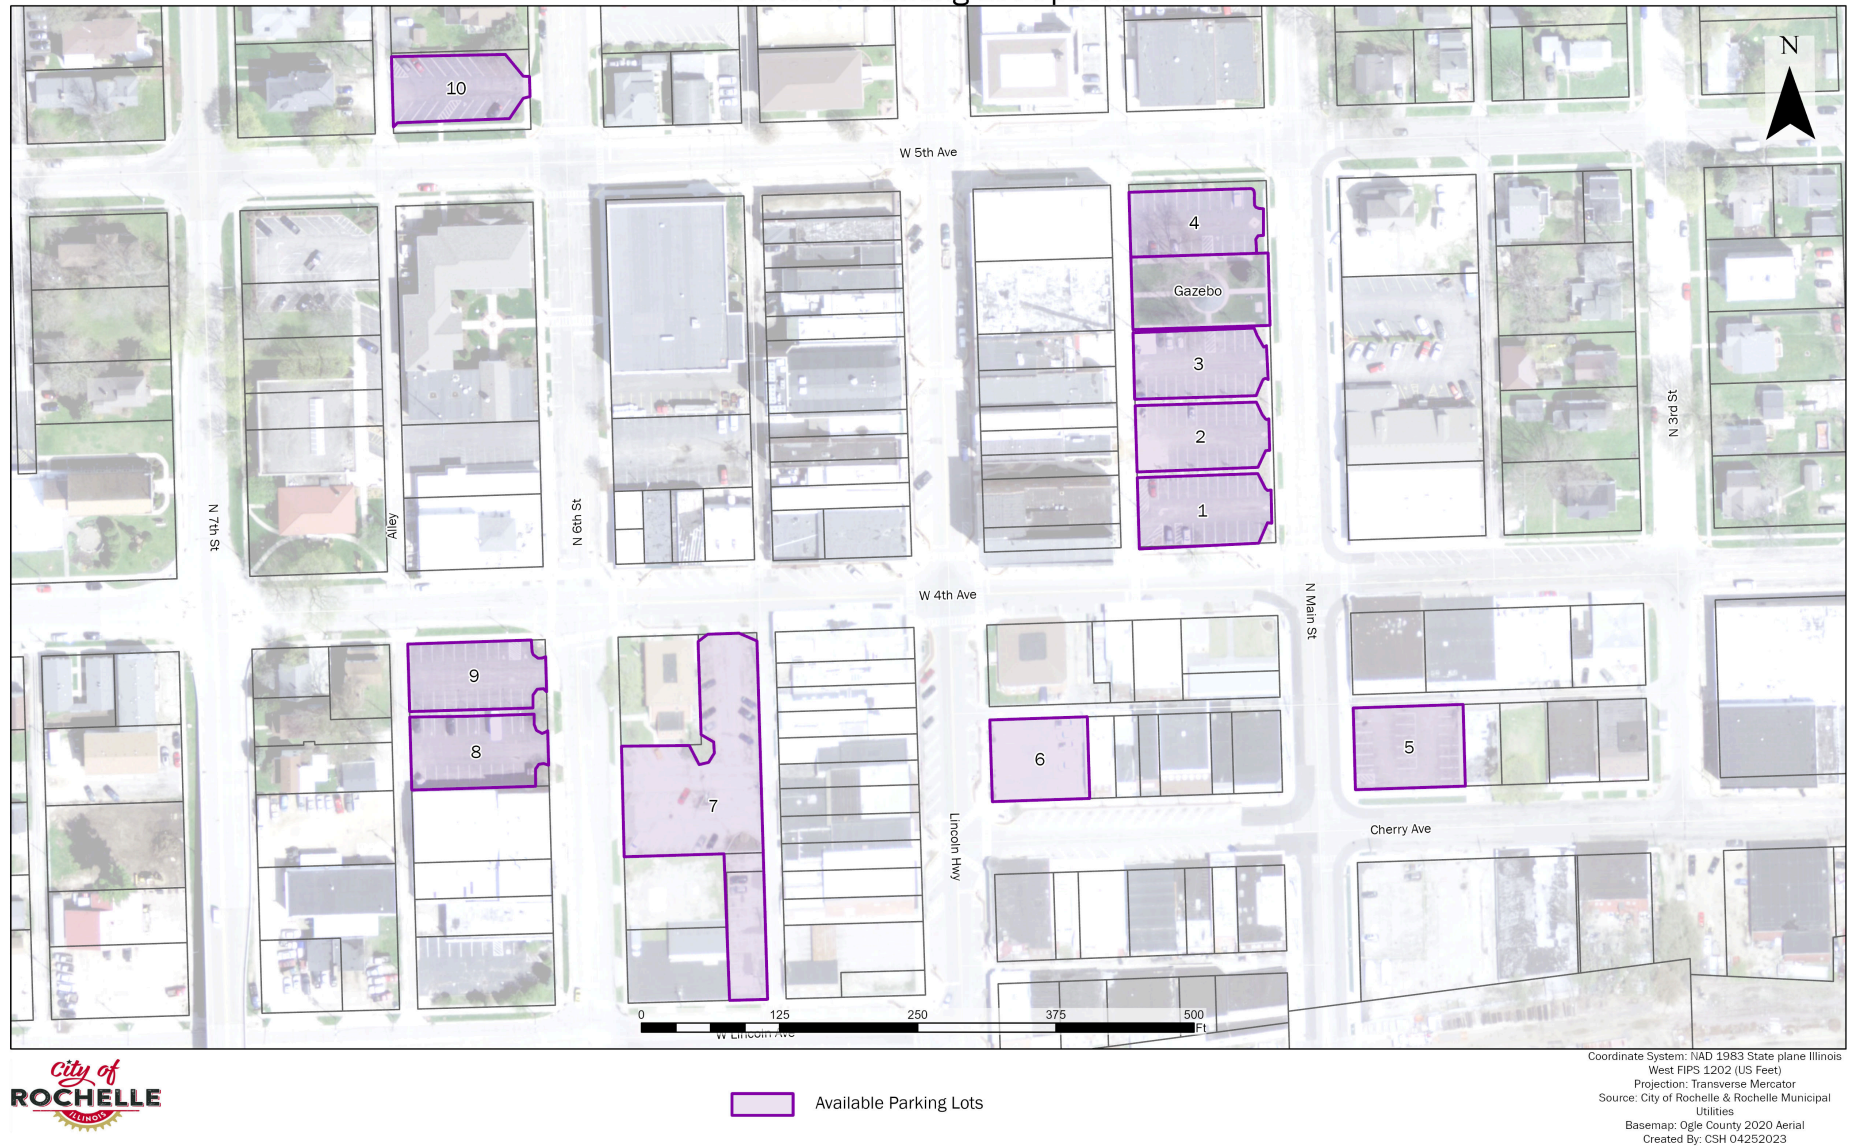 N
10
W 5th Ave
4
Gazebo
3
2
1
N 3rd St
N 7th St
Alley
N 6th St
W 4th Ave
N Main St
9
8
7
6
5
Lincoln Hwy
Cherry Ave
0 125 250 375 500
Ft
W Lincoln Ave
City of
ROCHELLE
ILLINOIS
Available Parking Lots
Coordinate System: NAD 1983 State plane Illinois
West FIPS 1202 (US Feet)
Projection: Transverse Mercator
Source: City of Rochelle & Rochelle Municipal
Utilities
Basemap: Ogle County 2020 Aerial
Created By: CSH 04252023